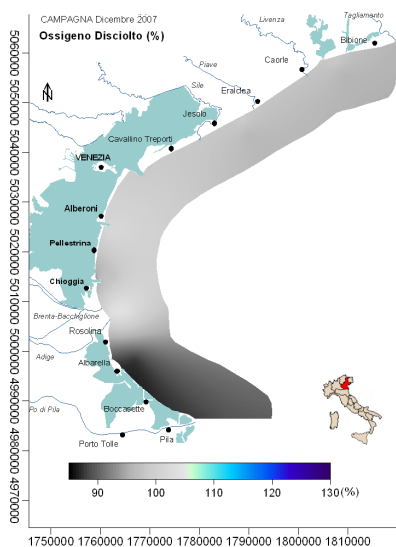 CAMPAGNA Dicembre 2007
Ossigeno Disciolto (%)
Tagliamento
Livenza
Bibione
Caorle
Piave
Eraclea
Sile
Jesolo
Cavallino Treporti
VENEZIA
Alberoni
Pellestrina
Chioggia
Brenta-Bacchiglione
Rosolina
Adige
Albarella
Boccasette
Po di Pila
Porto Tolle
Pila
N
90 100 110 120 130(%)
5060000
5050000
5040000
5030000
5020000
5010000
5000000
4990000
4980000
4970000
1750000 1760000 1770000 1780000 1790000 1800000 1810000